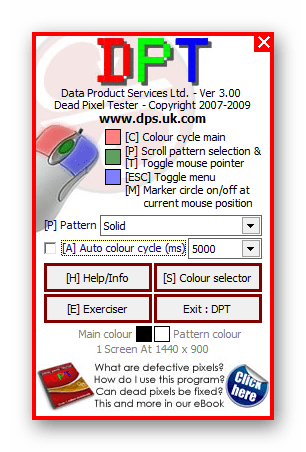 DPT
Data Product Services Ltd. - Ver 3.00
Dead Pixel Tester - Copyright 2007-2009
www.dps.uk.com
[C] Colour cycle main
[P] Scroll pattern selection &
[T] Toggle mouse pointer
[ESC] Toggle menu
[M] Marker circle on/off at
current mouse position
[P] Pattern Solid
[A] Auto colour cycle (ms) 5000
[H] Help/Info [S] Colour selector
[E] Exerciser Exit : DPT
Main colour Pattern colour
1 Screen At 1440 x 900
What are defective pixels?
How do I use this program?
Can dead pixels be fixed?
This and more in our eBook
Click
here